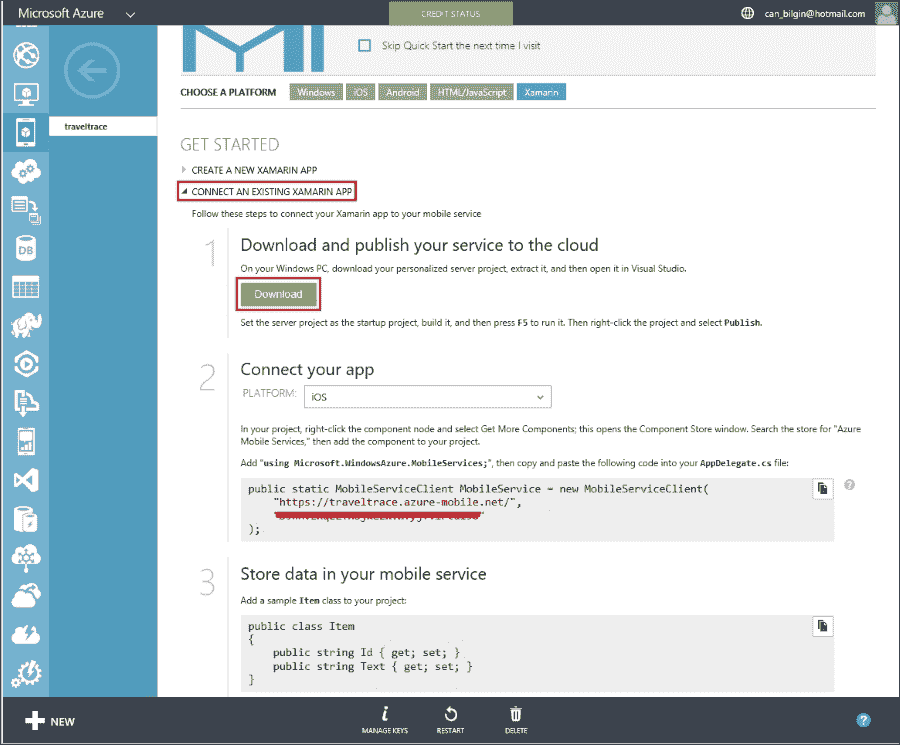 Microsoft Azure
CREDIT STATUS
can_bilgin@hotmail.com
Skip Quick Start the next time I visit
CHOOSE A PLATFORM Windows iOS Android HTML/JavaScript Xamarin
traveltrace
GET STARTED
CREATE A NEW XAMARIN APP
CONNECT AN EXISTING XAMARIN APP
Follow these steps to connect your Xamarin app to your mobile service
1
Download and publish your service to the cloud
On your Windows PC, download your personalized server project, extract it, and then open it in Visual Studio.
Download
Set the server project as the startup project, build it, and then press F5 to run it. Then right-click the project and select Publish.
2
Connect your app
PLATFORM: iOS
In your project, right-click the component node and select Get More Components; this opens the Component Store window. Search the store for "Azure
Mobile Services," then add the component to your project.
Add "using Microsoft.WindowsAzure.MobileServices;", then copy and paste the following code into your AppDelegate.cs file:
public static MobileServiceClient MobileService = new MobileServiceClient(
"https://traveltrace.azure-mobile.net/",
);
?
3
Store data in your mobile service
Add a sample Item class to your project:
public class Item
{
public string Id { get; set; }
public string Text { get; set; }
}
DB
NEW
MANAGE KEYS
RESTART
DELETE
?